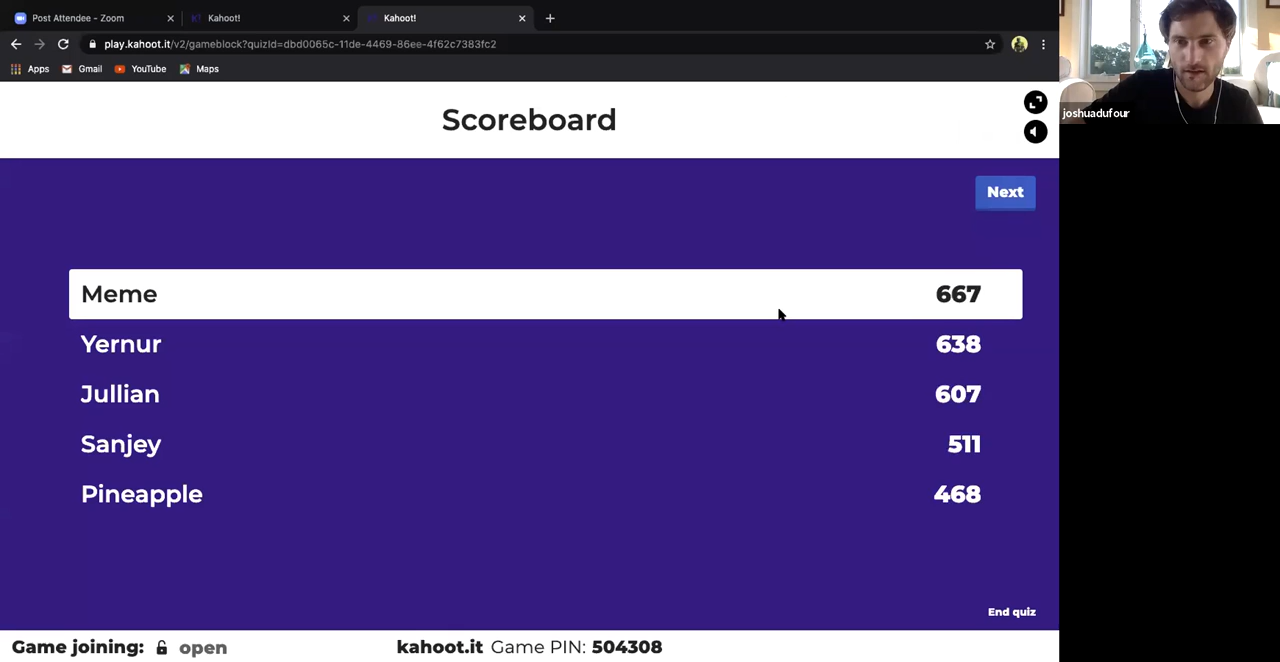 Post Attendee - Zoom
Kahoot!
Kahoot!
play.kahoot.it/v2/gameblock?quizId=dbd0065c-11de-4469-86ee-4f62c7383fc2
Apps Gmail YouTube Maps
joshuadufour
Scoreboard
Next
Meme 667
Yernur 638
Jullian 607
Sanjey 511
Pineapple 468
End quiz
Game joining: open kahoot.it Game PIN: 504308